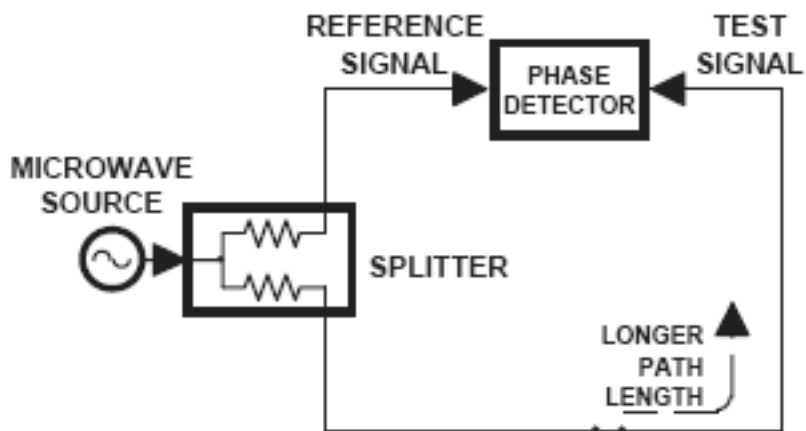 REFERENCE
SIGNAL
PHASE
DETECTOR
TEST
SIGNAL
MICROWAVE
SOURCE
SPLITTER
LONGER
PATH
LENGTH